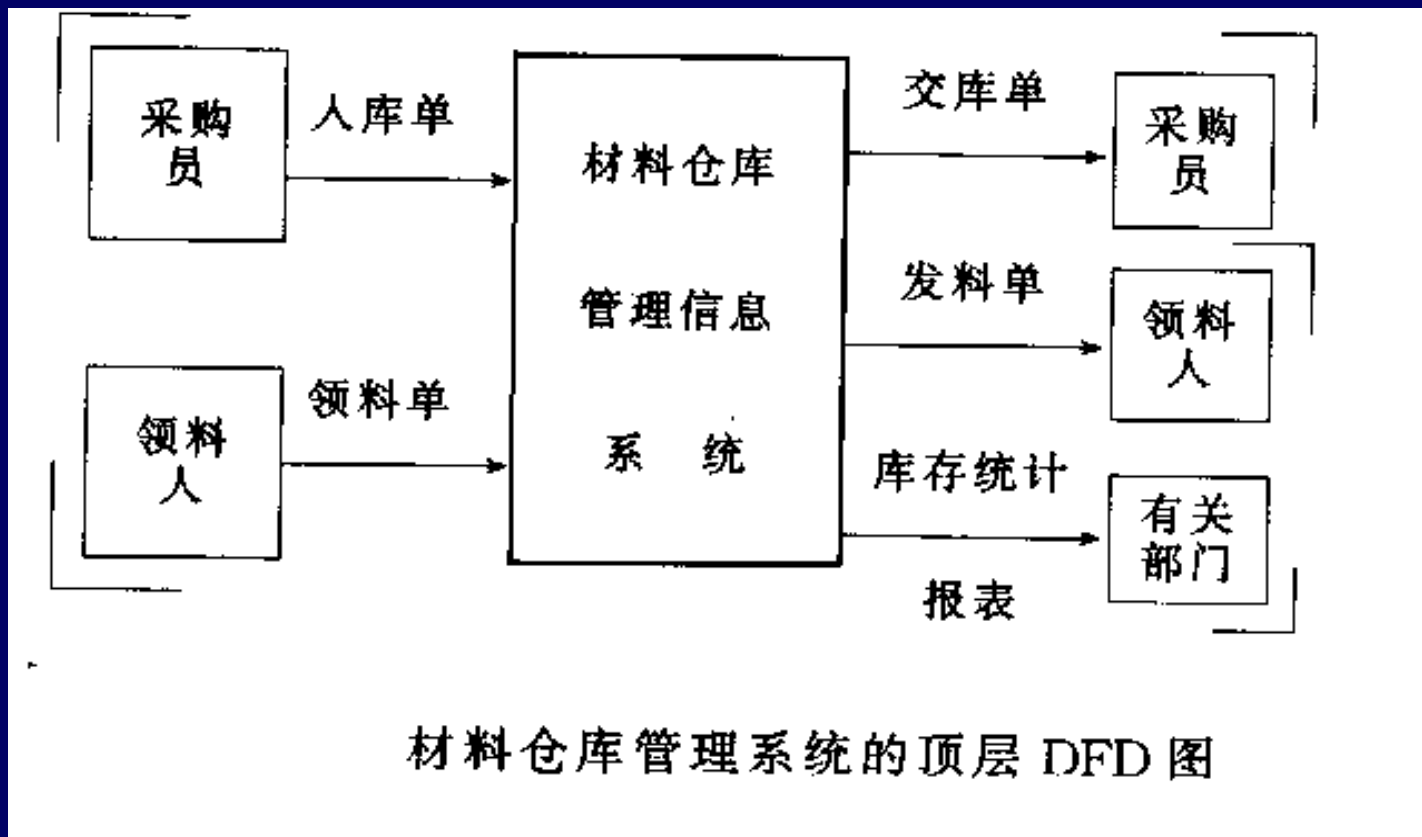 采购
员
人库单
材料仓库
管理信息
系 统
交库单
采购
员
发料单
领料
人
领料
人
领料单
库存统计
报表
有关
部门
材料仓库管理系统的顶层 DFD 图